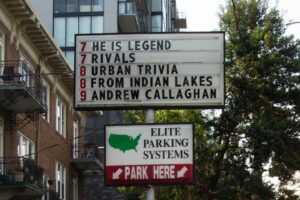 7 HE IS LEGEND
7 RIVALS
8 URBAN TRIVIA
8 FROM INDIAN LAKES
9 ANDREW CALLAGHAN
ELITE
PARKING
SYSTEMS
PARK HERE